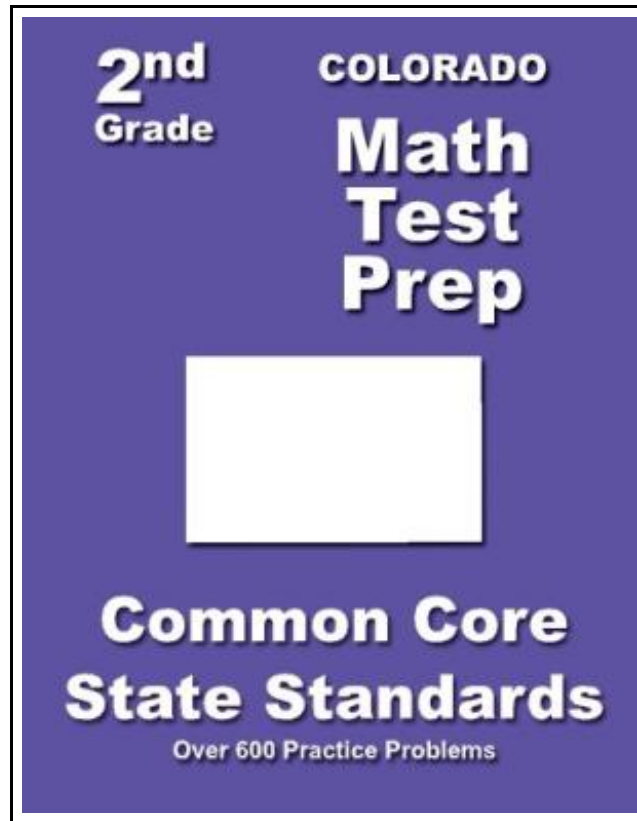 2nd
Grade
COLORADO
Math
Test
Prep
Common Core
State Standards
Over 600 Practice Problems